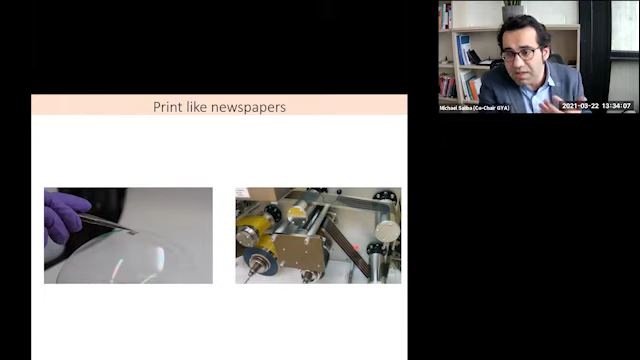 Print like newspapers
Michael Saliba (Co-Chair GYA)
2021-03-22 13:34:07